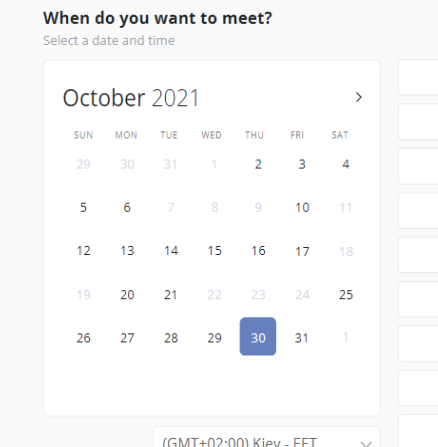 When do you want to meet?
Select a date and time
October 2021
SUN MON TUE WED THU FRI SAT
29 30 31 1 2 3 4
5 6 7 8 9 10 11
12 13 14 15 16 17 18
19 20 21 22 23 24 25
26 27 28 29 30 31 1
(GMT+02:00) Kiev - EET